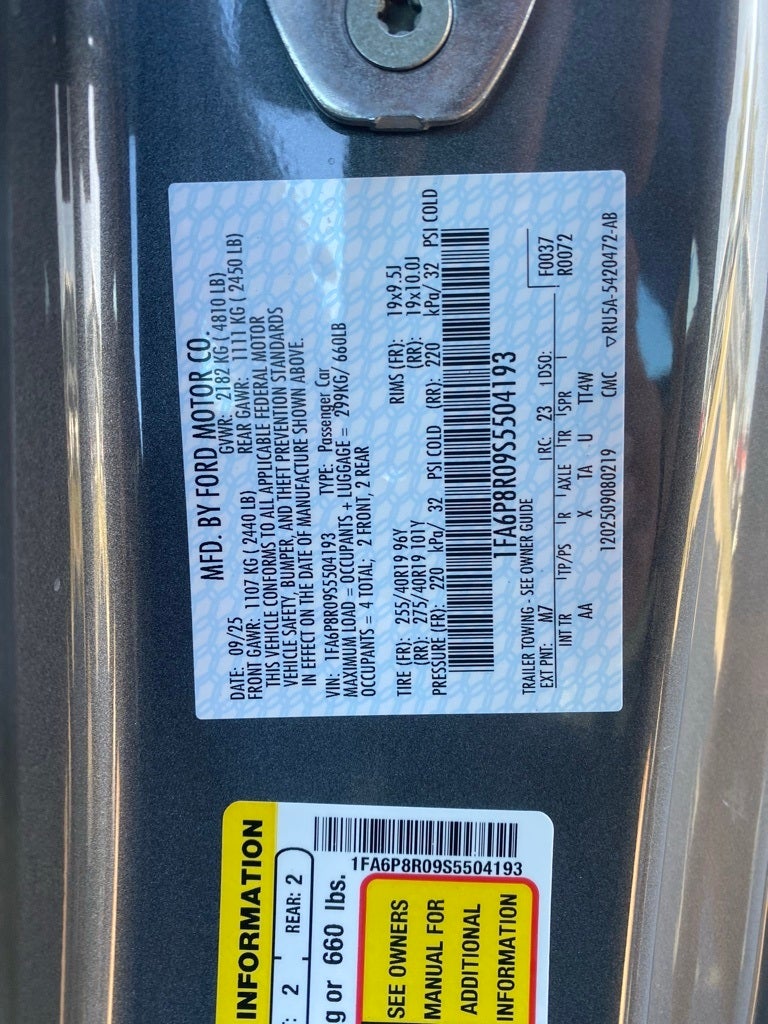 MFD. BY FORD MOTOR CO.
DATE: 09/25 GVWR: 2182 KG ( 4810 LB)
FRONT GAWR: 1107 KG ( 2440 LB) REAR GAWR: 1111 KG ( 2450 LB)
THIS VEHICLE CONFORMS TO ALL APPLICABLE FEDERAL MOTOR
VEHICLE SAFETY, BUMPER, AND THEFT PREVENTION STANDARDS
IN EFFECT ON THE DATE OF MANUFACTURE SHOWN ABOVE.
VIN: 1FA6P8R09S5504193 TYPE: Passenger Car
MAXIMUM LOAD = OCCUPANTS + LUGGAGE = 299KG/ 660LB
OCCUPANTS = 4 TOTAL; 2 FRONT, 2 REAR
TIRE (FR): 255/40R19 96Y RIMS (FR): 19x9.5J
(RR): 275/40R19 101Y (RR): 19x10.0J
PRESSURE (FR): 220 kPa/ 32 PSI COLD (RR): 220 kPa/ 32 PSI COLD
1FA6P8R09S5504193
TRAILER TOWING - SEE OWNER GUIDE
EXT PNT: M7 RC: 23 DSO: F0037
R0072
INT TR TP/PS R AXLE TR SPR
AA X TA U TT4W
1202509080219 CMC ▽RU5A-5420472-AB
INFORMATION
: 2 REAR: 2
g or 660 lbs.
1FA6P8R09S5504193
SEE OWNERS
MANUAL FOR
ADDITIONAL
INFORMATION